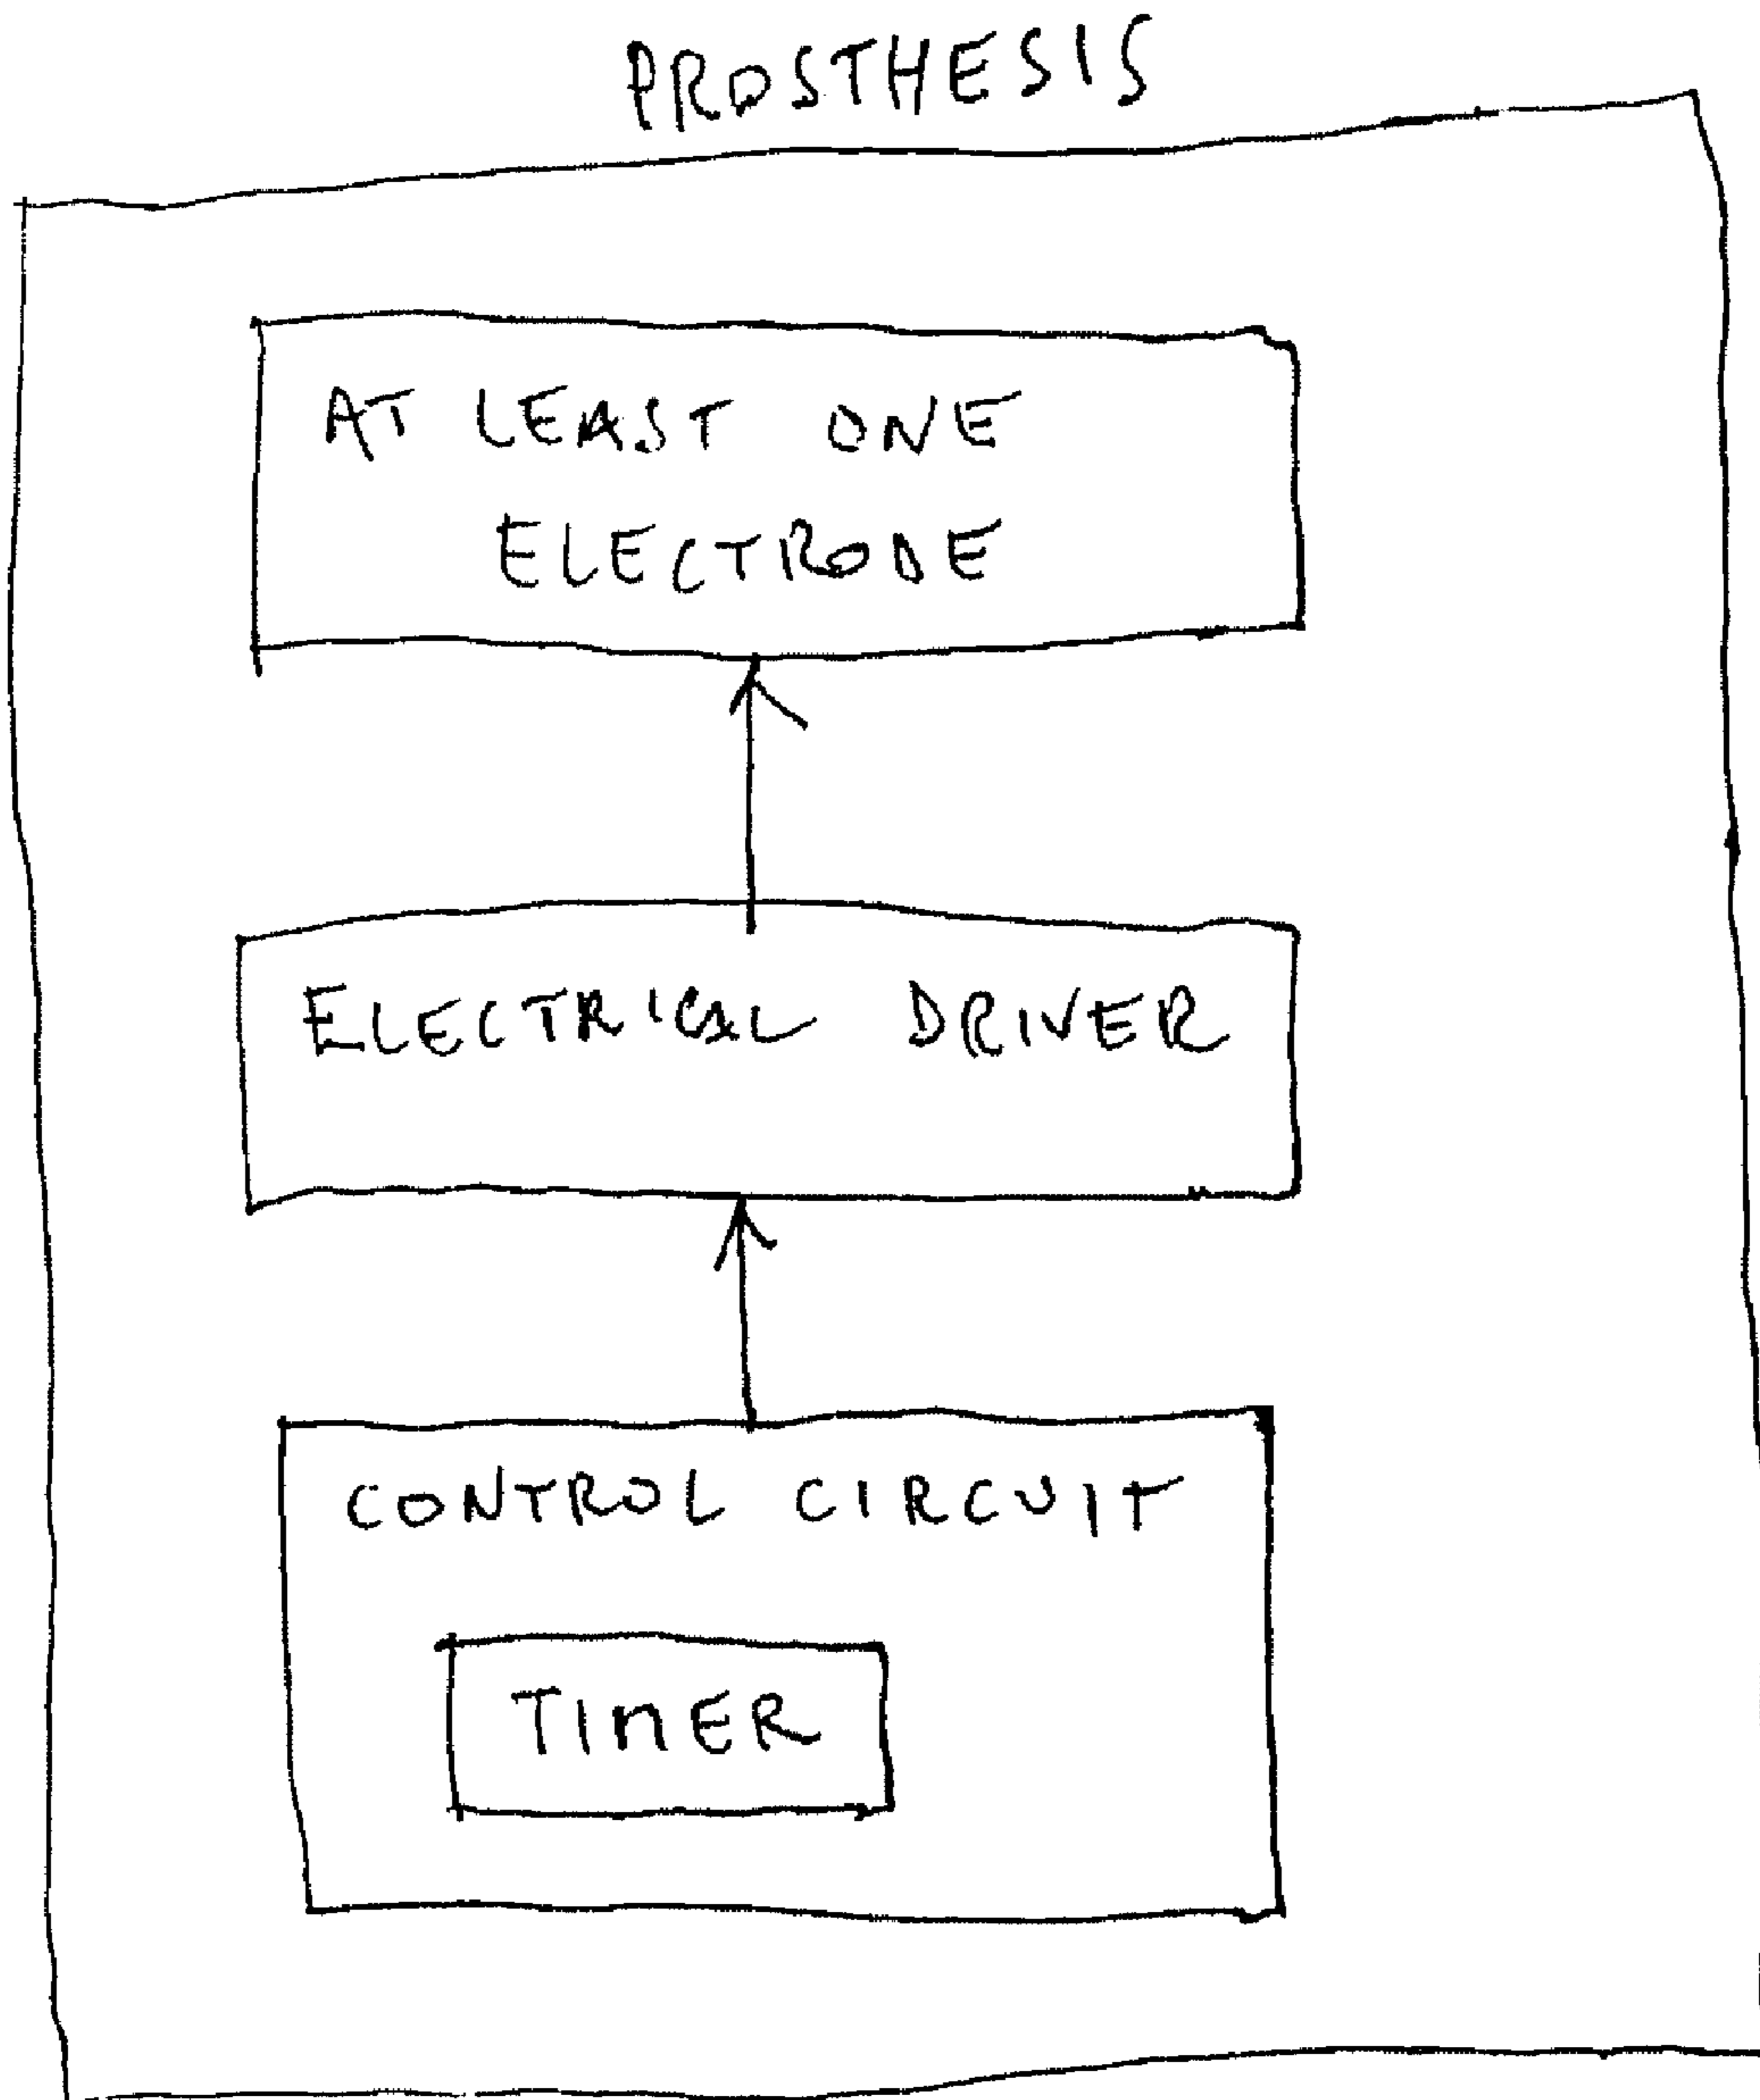 PROSTHESIS
AT LEAST ONE
ELECTRODE
ELECTRICAL DRIVER
CONTROL CIRCUIT
TIMER